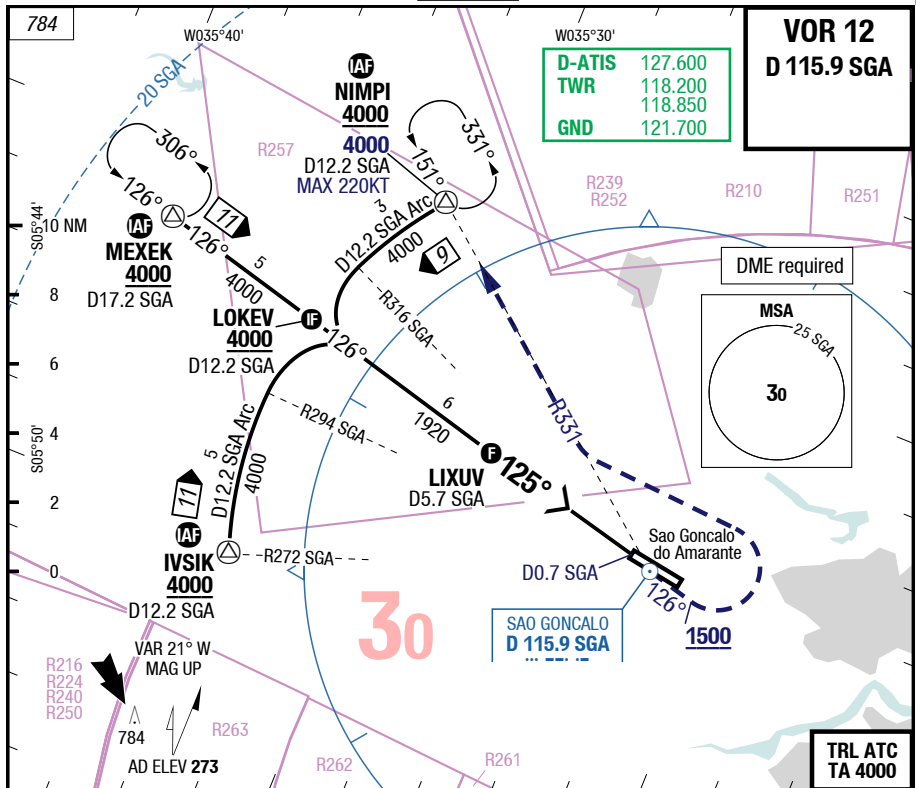 784
W035°40'
W035°30'
VOR 12
D 115.9 SGA
D-ATIS 127.600
TWR 118.200
118.850
GND 121.700
20 SGA
IAF
NIMPI
4000
4000
D12.2 SGA
MAX 220KT
R257
306°
126°
151°
331°
R239
R252
R210
R251
S05°44'
10 NM
IAF
MEXEK
4000
D17.2 SGA
11
126°
5
4000
3
D12.2 SGA Arc
4000
9
DME required
MSA
25 SGA
30
8
LOKEV
4000
D12.2 SGA
IF
R316 SGA
126°
6
6
1920
R331
4
S05°50'
R294 SGA
5
D12.2 SGA Arc
4000
F
LIXUV
D5.7 SGA
125°
2
11
IAF
IVSIK
4000
D12.2 SGA
R272 SGA
0
Sao Goncalo
do Amarante
D0.7 SGA
126°
1500
SAO GONCALO
D 115.9 SGA
30
VAR 21° W
MAG UP
R216
R224
R240
R250
784
AD ELEV 273
R263
R262
R261
TRL ATC
TA 4000